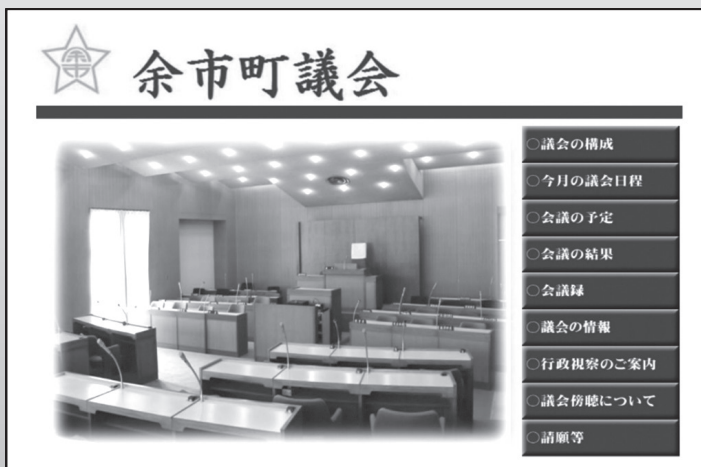 余市町議会
○議会の構成
○今月の議会日程
○会議の予定
○会議の結果
○会議録
○議会の情報
○行政視察のご案内
○議会傍聴について
○請願等